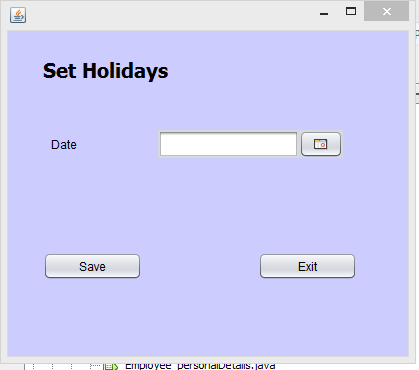 Set Holidays
Date
Save
Exit
Employee_personalDetails.java